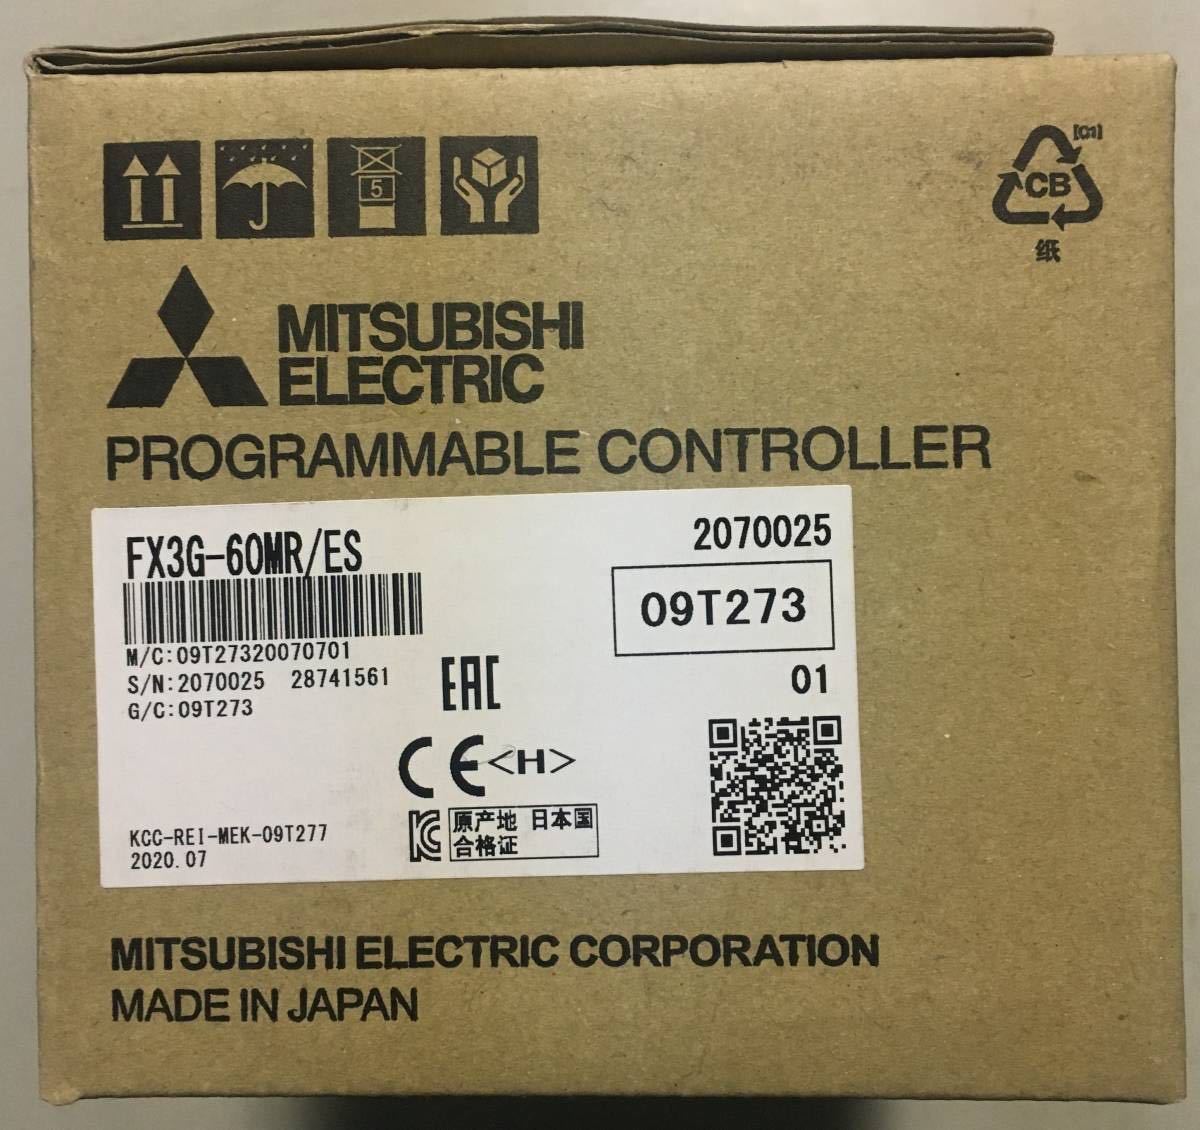 5
[C1]
CB
纸
MITSUBISHI
ELECTRIC
PROGRAMMABLE CONTROLLER
FX3G-60MR/ES
2070025
09T273
M/C:09T27320070701
S/N:2070025 28741561
G/C:09T273
EAC
01
CE<H>
KCC-REI-MEK-09T277
2020.07
KC
原产地 日本国
合格证
MITSUBISHI ELECTRIC CORPORATION
MADE IN JAPAN